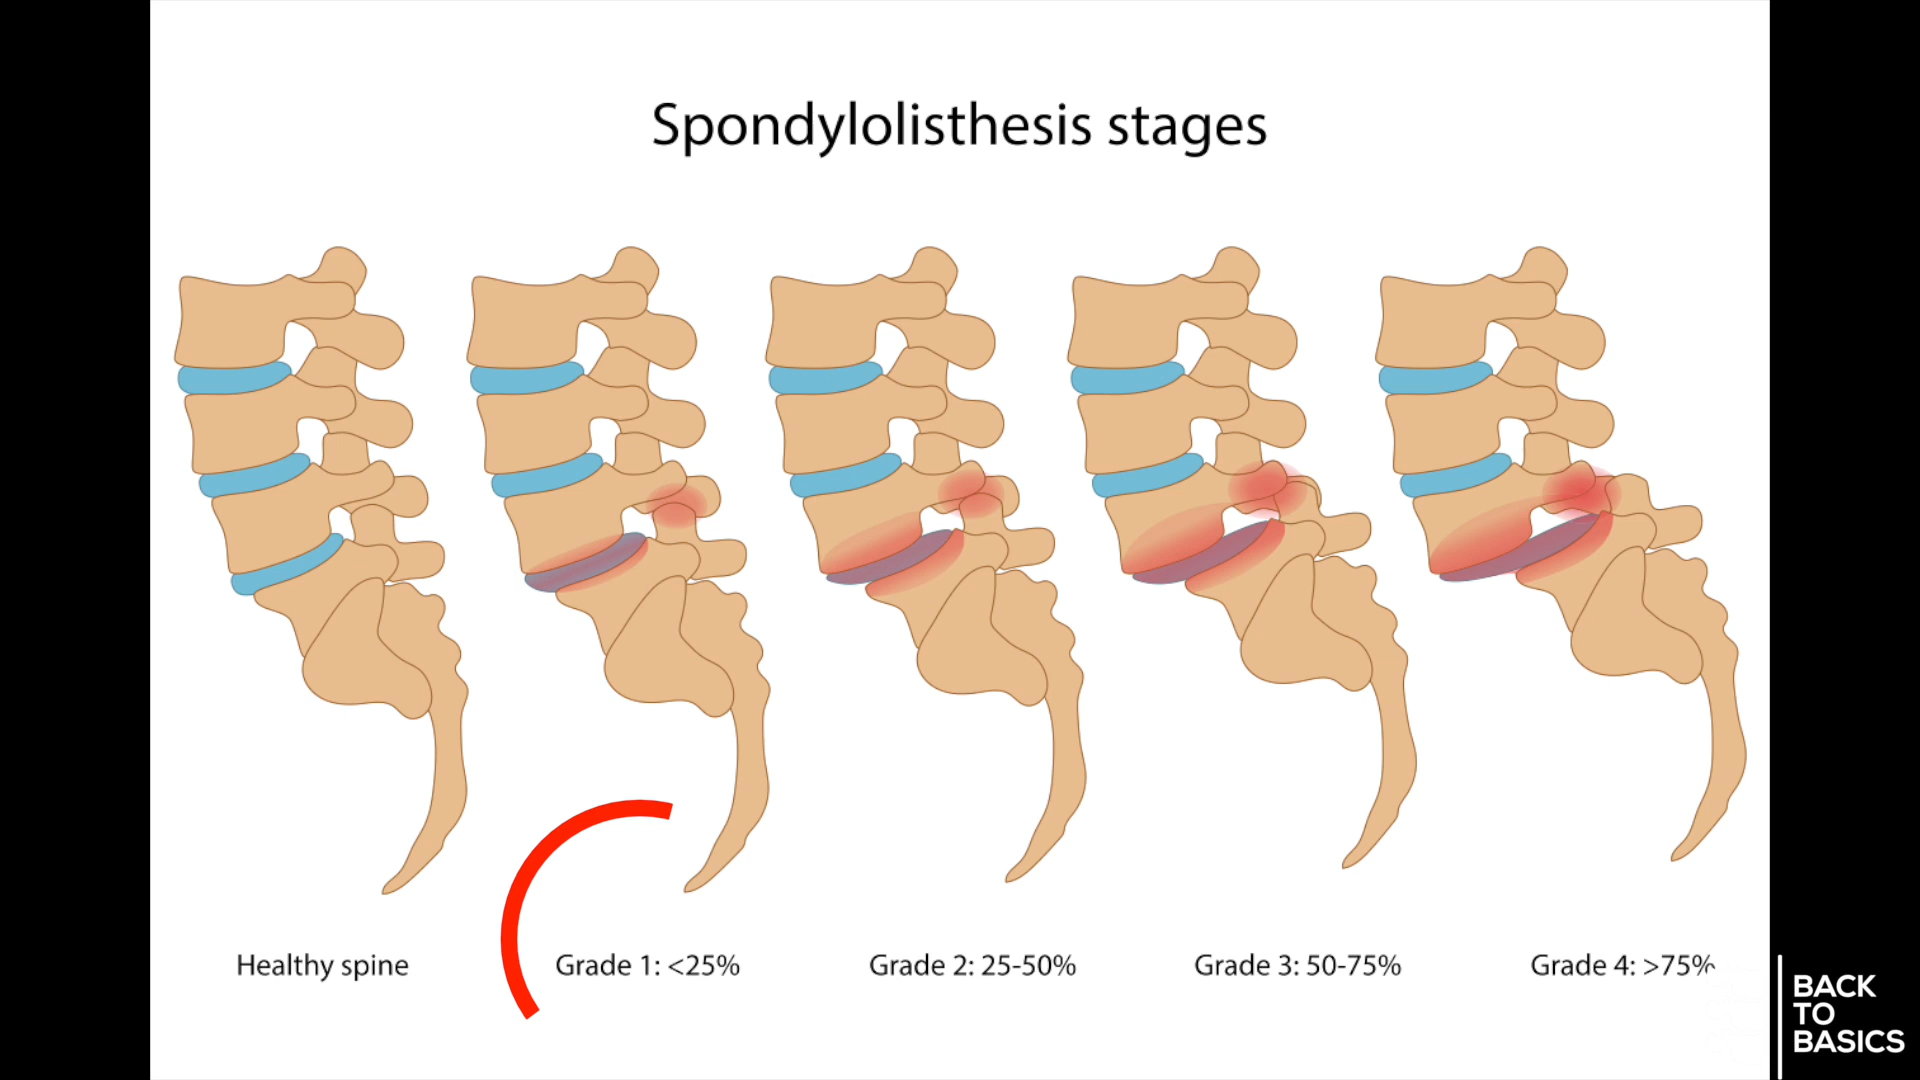 Spondylolisthesis stages
Healthy spine
Grade 1: <25%
Grade 2: 25-50%
Grade 3: 50-75%
Grade 4: >75%
BACK
TO
BASICS